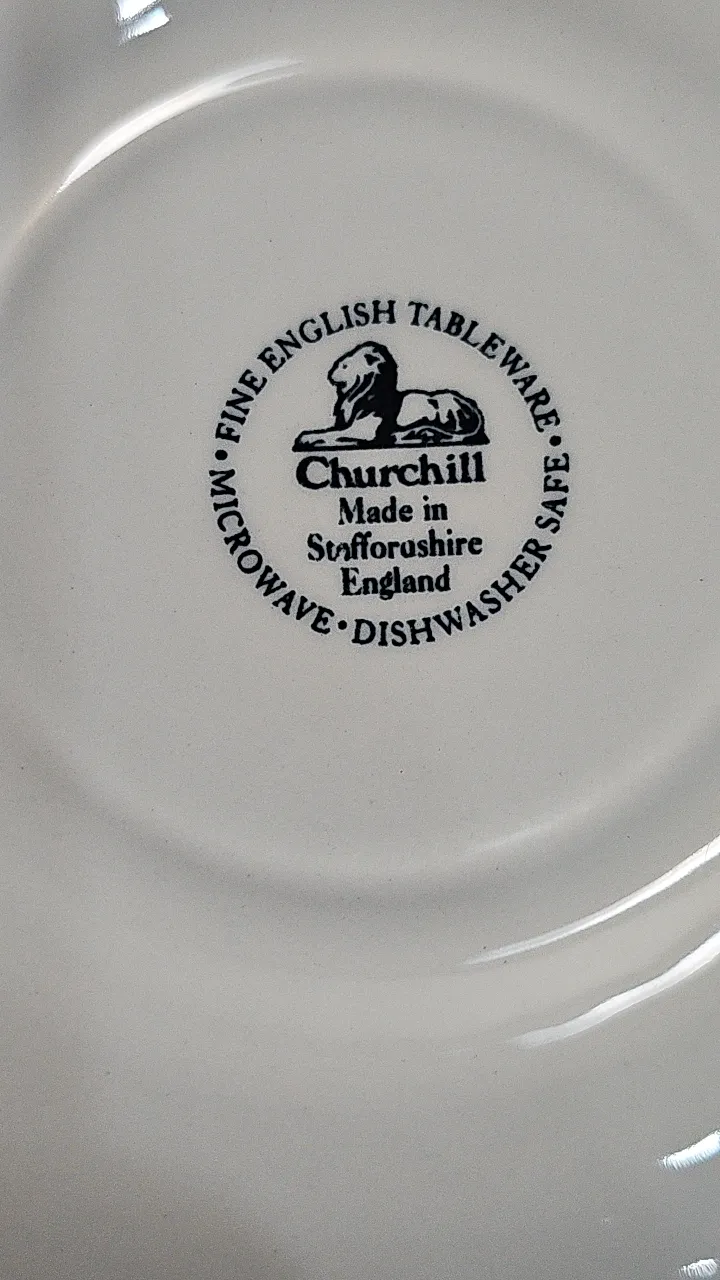 • FINE ENGLISH TABLEWARE •
Churchill
Made in
Staffordshire
England
MICROWAVE • DISHWASHER SAFE